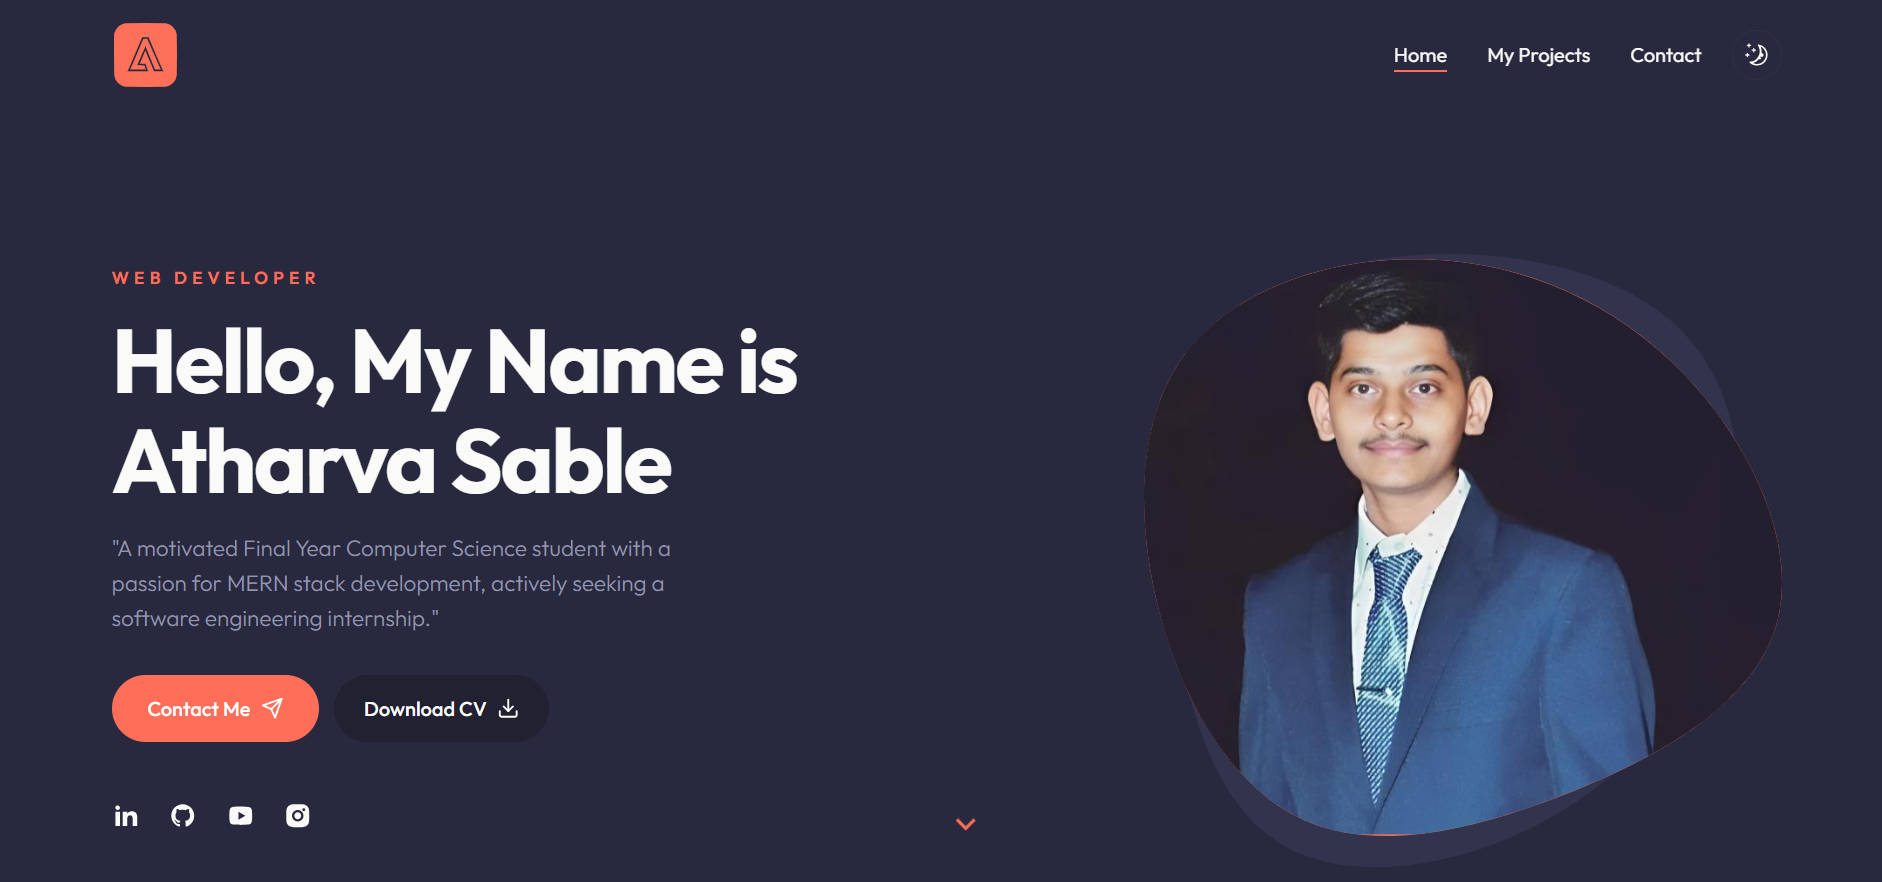 Home
My Projects
Contact
WEB DEVELOPER
Hello, My Name is
Atharva Sable
"A motivated Final Year Computer Science student with a
passion for MERN stack development, actively seeking a
software engineering internship."
Contact Me
Download CV
in